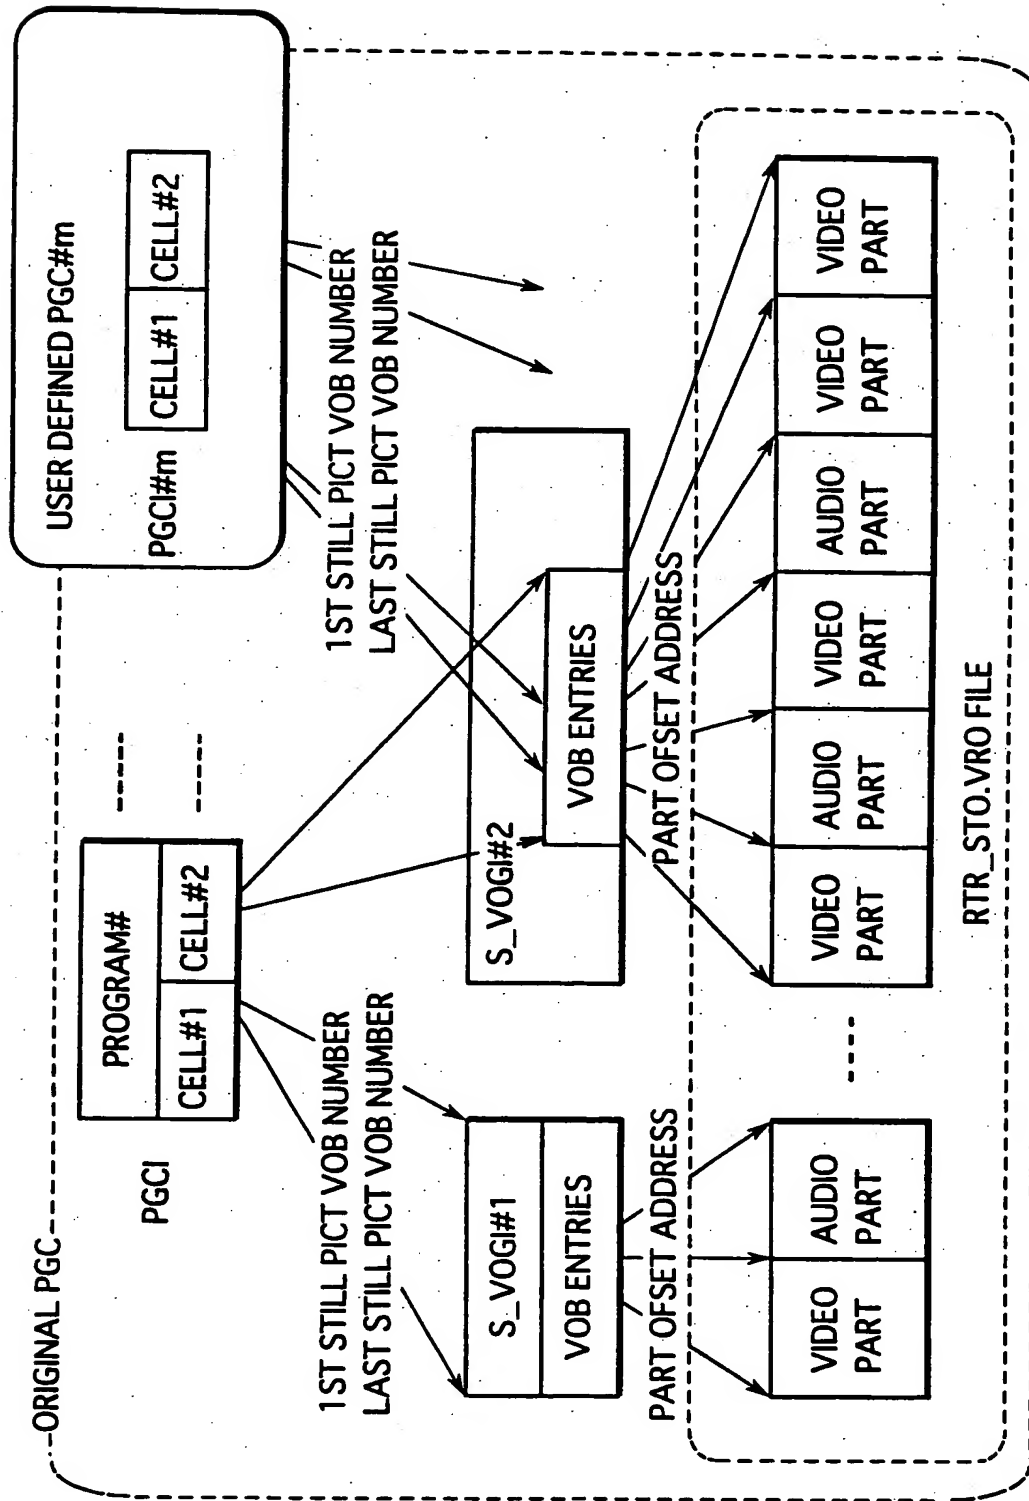 ORIGINAL PGC
USER DEFINED PGC#m
PGCI#m
CELL#1
CELL#2
PGCI
PROGRAM#
CELL#1
CELL#2
1ST STILL PICT VOB NUMBER
LAST STILL PICT VOB NUMBER
1ST STILL PICT VOB NUMBER
LAST STILL PICT VOB NUMBER
S_VOGI#1
VOB ENTRIES
S_VOGI#2
VOB ENTRIES
PART OFSET ADDRESS
PART OFSET ADDRESS
VIDEO
PART
AUDIO
PART
VIDEO
PART
AUDIO
PART
VIDEO
PART
AUDIO
PART
VIDEO
PART
VIDEO
PART
RTR_STO.VRO FILE